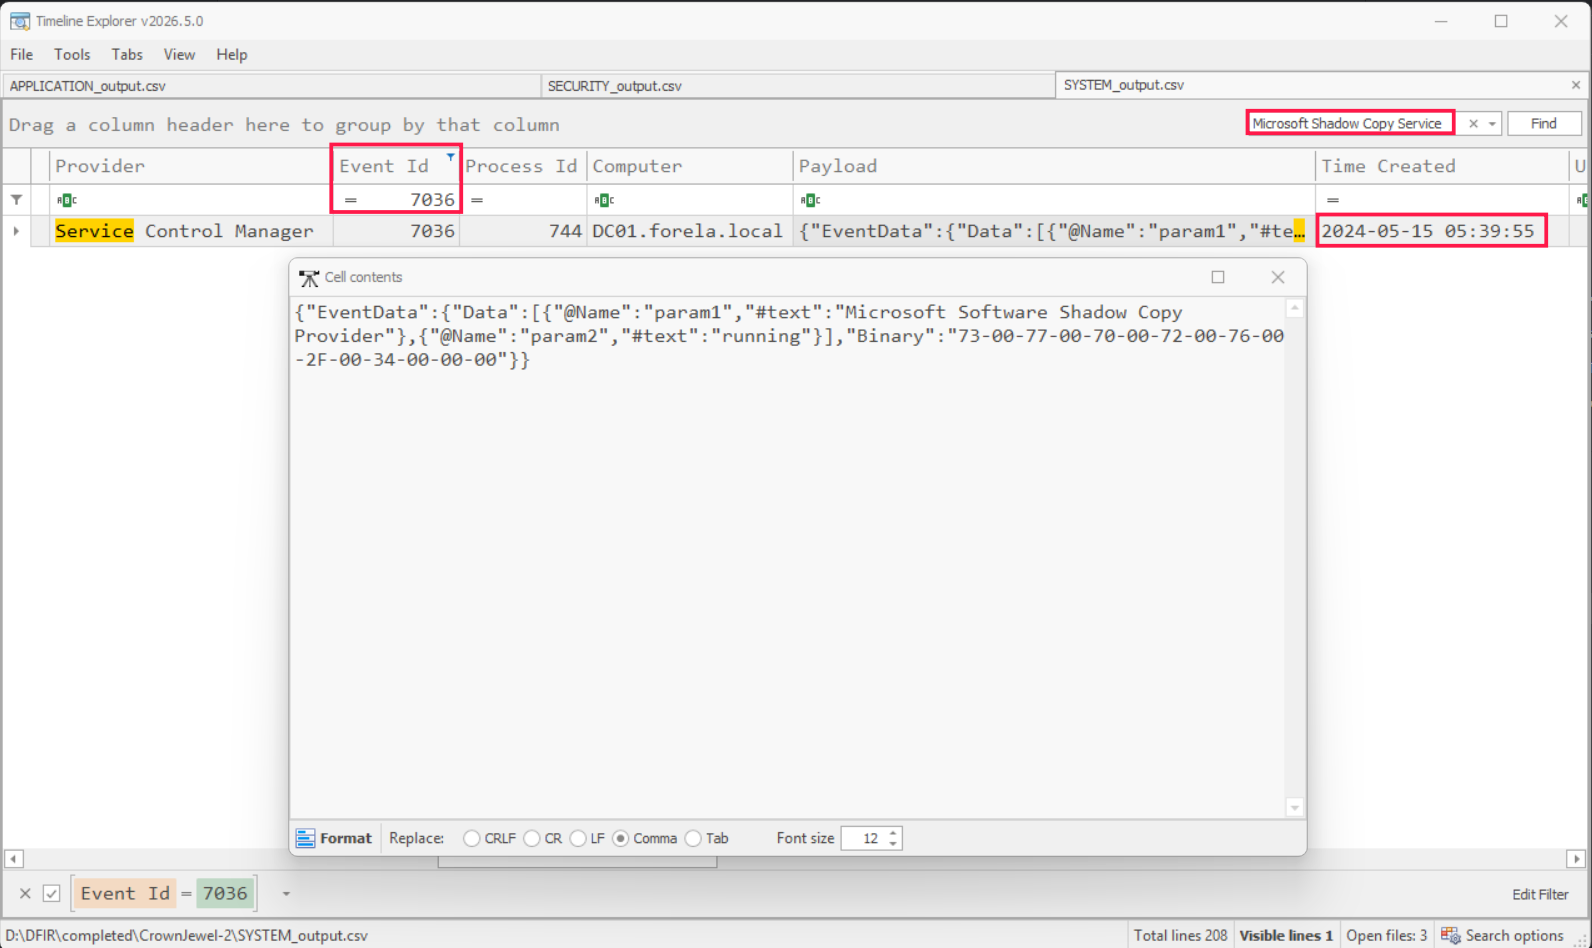 Timeline Explorer v2026.5.0
File Tools Tabs View Help
APPLICATION_output.csv SECURITY_output.csv SYSTEM_output.csv
Drag a column header here to group by that column
Microsoft Shadow Copy Service Find
Provider Event Id Process Id Computer Payload Time Created U
= 7036 = =
Service Control Manager 7036 744 DC01.forela.local {"EventData":{"Data":[{"@Name":"param1","#te… 2024-05-15 05:39:55
Cell contents
{"EventData":{"Data":[{"@Name":"param1","#text":"Microsoft Software Shadow Copy
Provider"},{"@Name":"param2","#text":"running"}],"Binary":"73-00-77-00-70-00-72-00-76-00
-2F-00-34-00-00-00"}}
Format Replace: CRLF CR LF Comma Tab Font size 12
Event Id = 7036 Edit Filter
D:\DFIR\completed\CrownJewel-2\SYSTEM_output.csv Total lines 208 Visible lines 1 Open files: 3 Search options